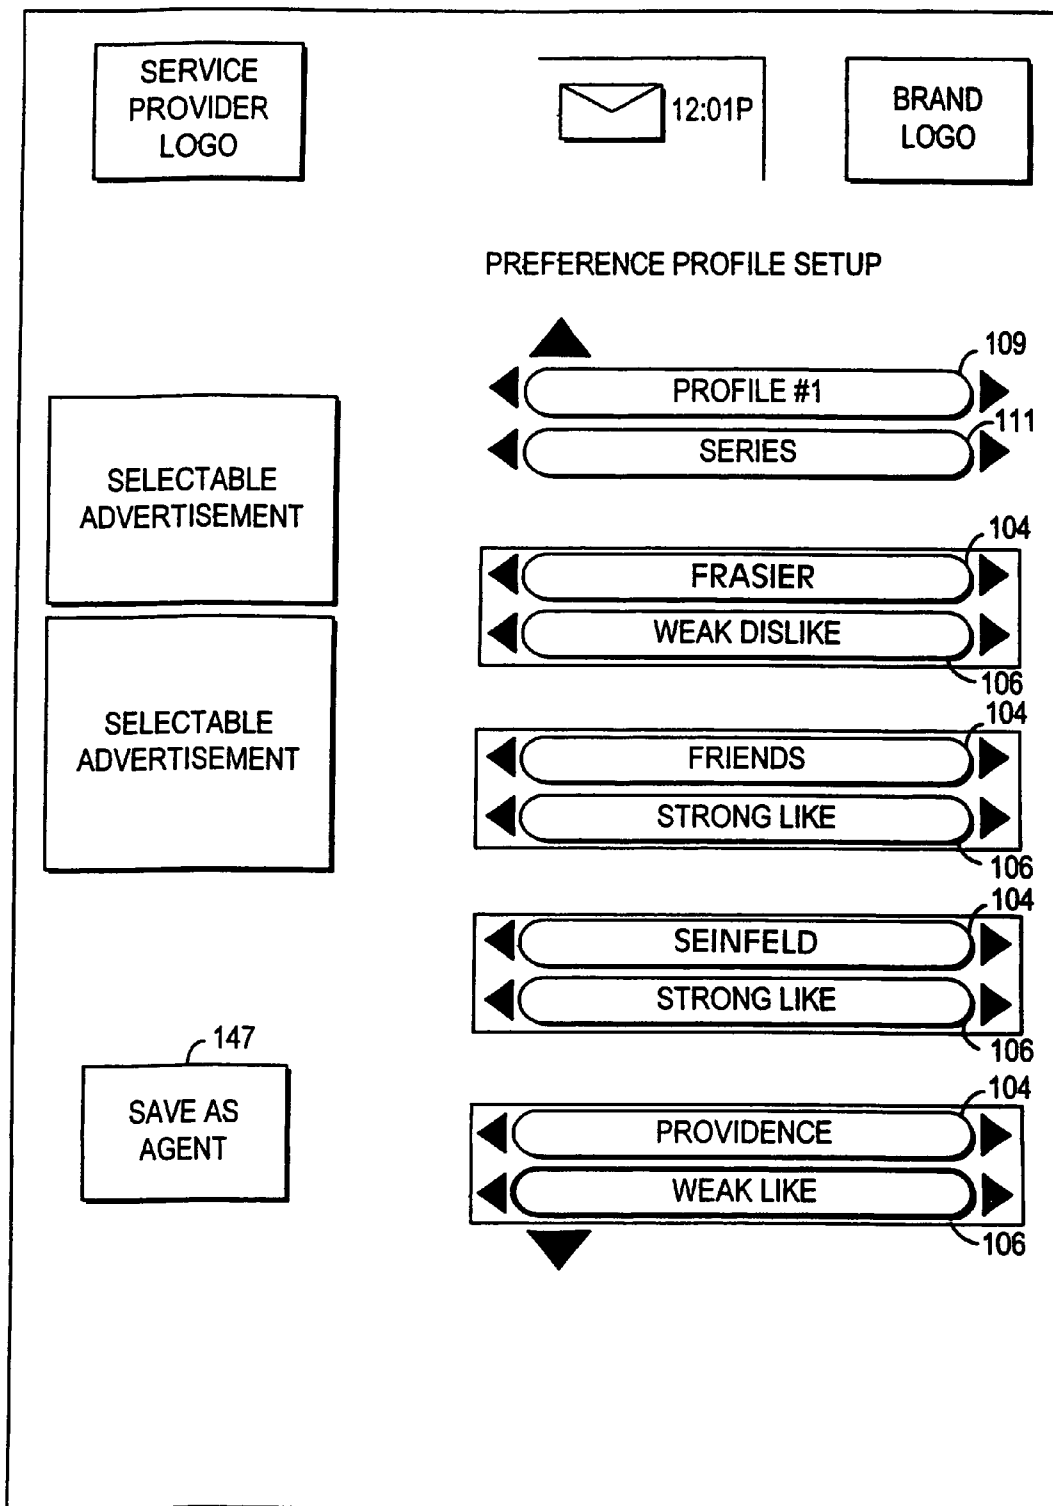 SERVICE
PROVIDER
LOGO
12:01P
BRAND
LOGO
PREFERENCE PROFILE SETUP
109
PROFILE #1
111
SERIES
SELECTABLE
ADVERTISEMENT
104
FRASIER
WEAK DISLIKE
106
SELECTABLE
ADVERTISEMENT
104
FRIENDS
STRONG LIKE
106
104
SEINFELD
STRONG LIKE
106
147
SAVE AS
AGENT
104
PROVIDENCE
WEAK LIKE
106